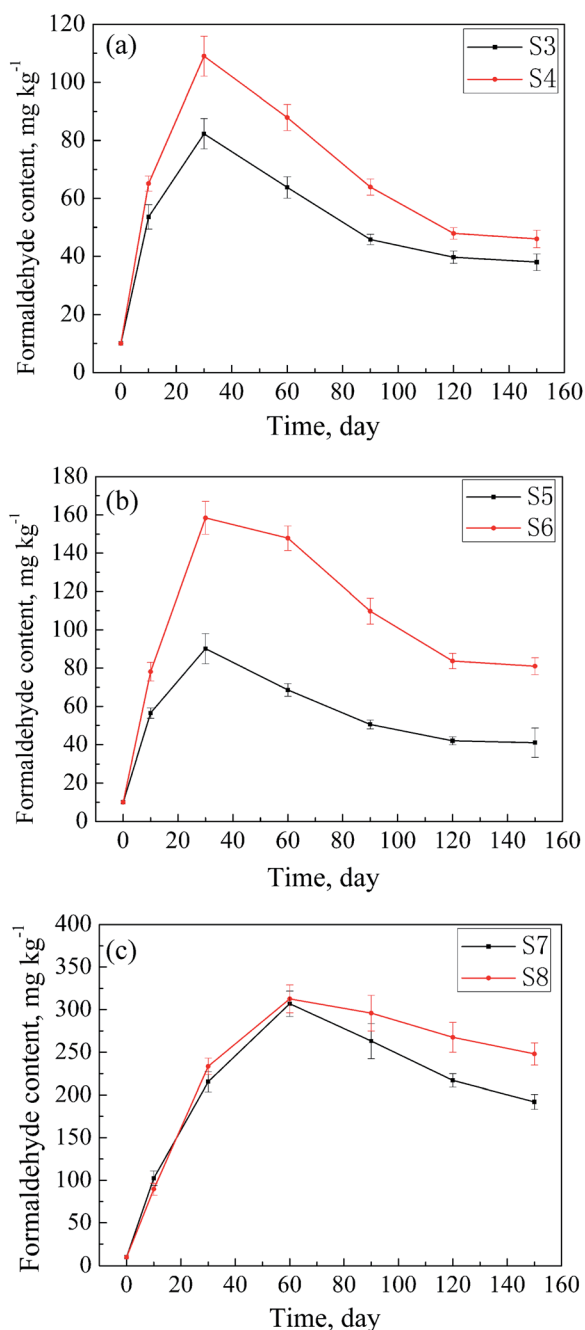 (a)
S3
S4
Formaldehyde content, mg kg⁻¹
120
100
80
60
40
20
0
0 20 40 60 80 100 120 140 160
Time, day
(b)
S5
S6
Formaldehyde content, mg kg⁻¹
180
160
140
120
100
80
60
40
20
0
0 20 40 60 80 100 120 140 160
Time, day
(c)
S7
S8
Formaldehyde content, mg kg⁻¹
400
350
300
250
200
150
100
50
0
0 20 40 60 80 100 120 140 160
Time, day